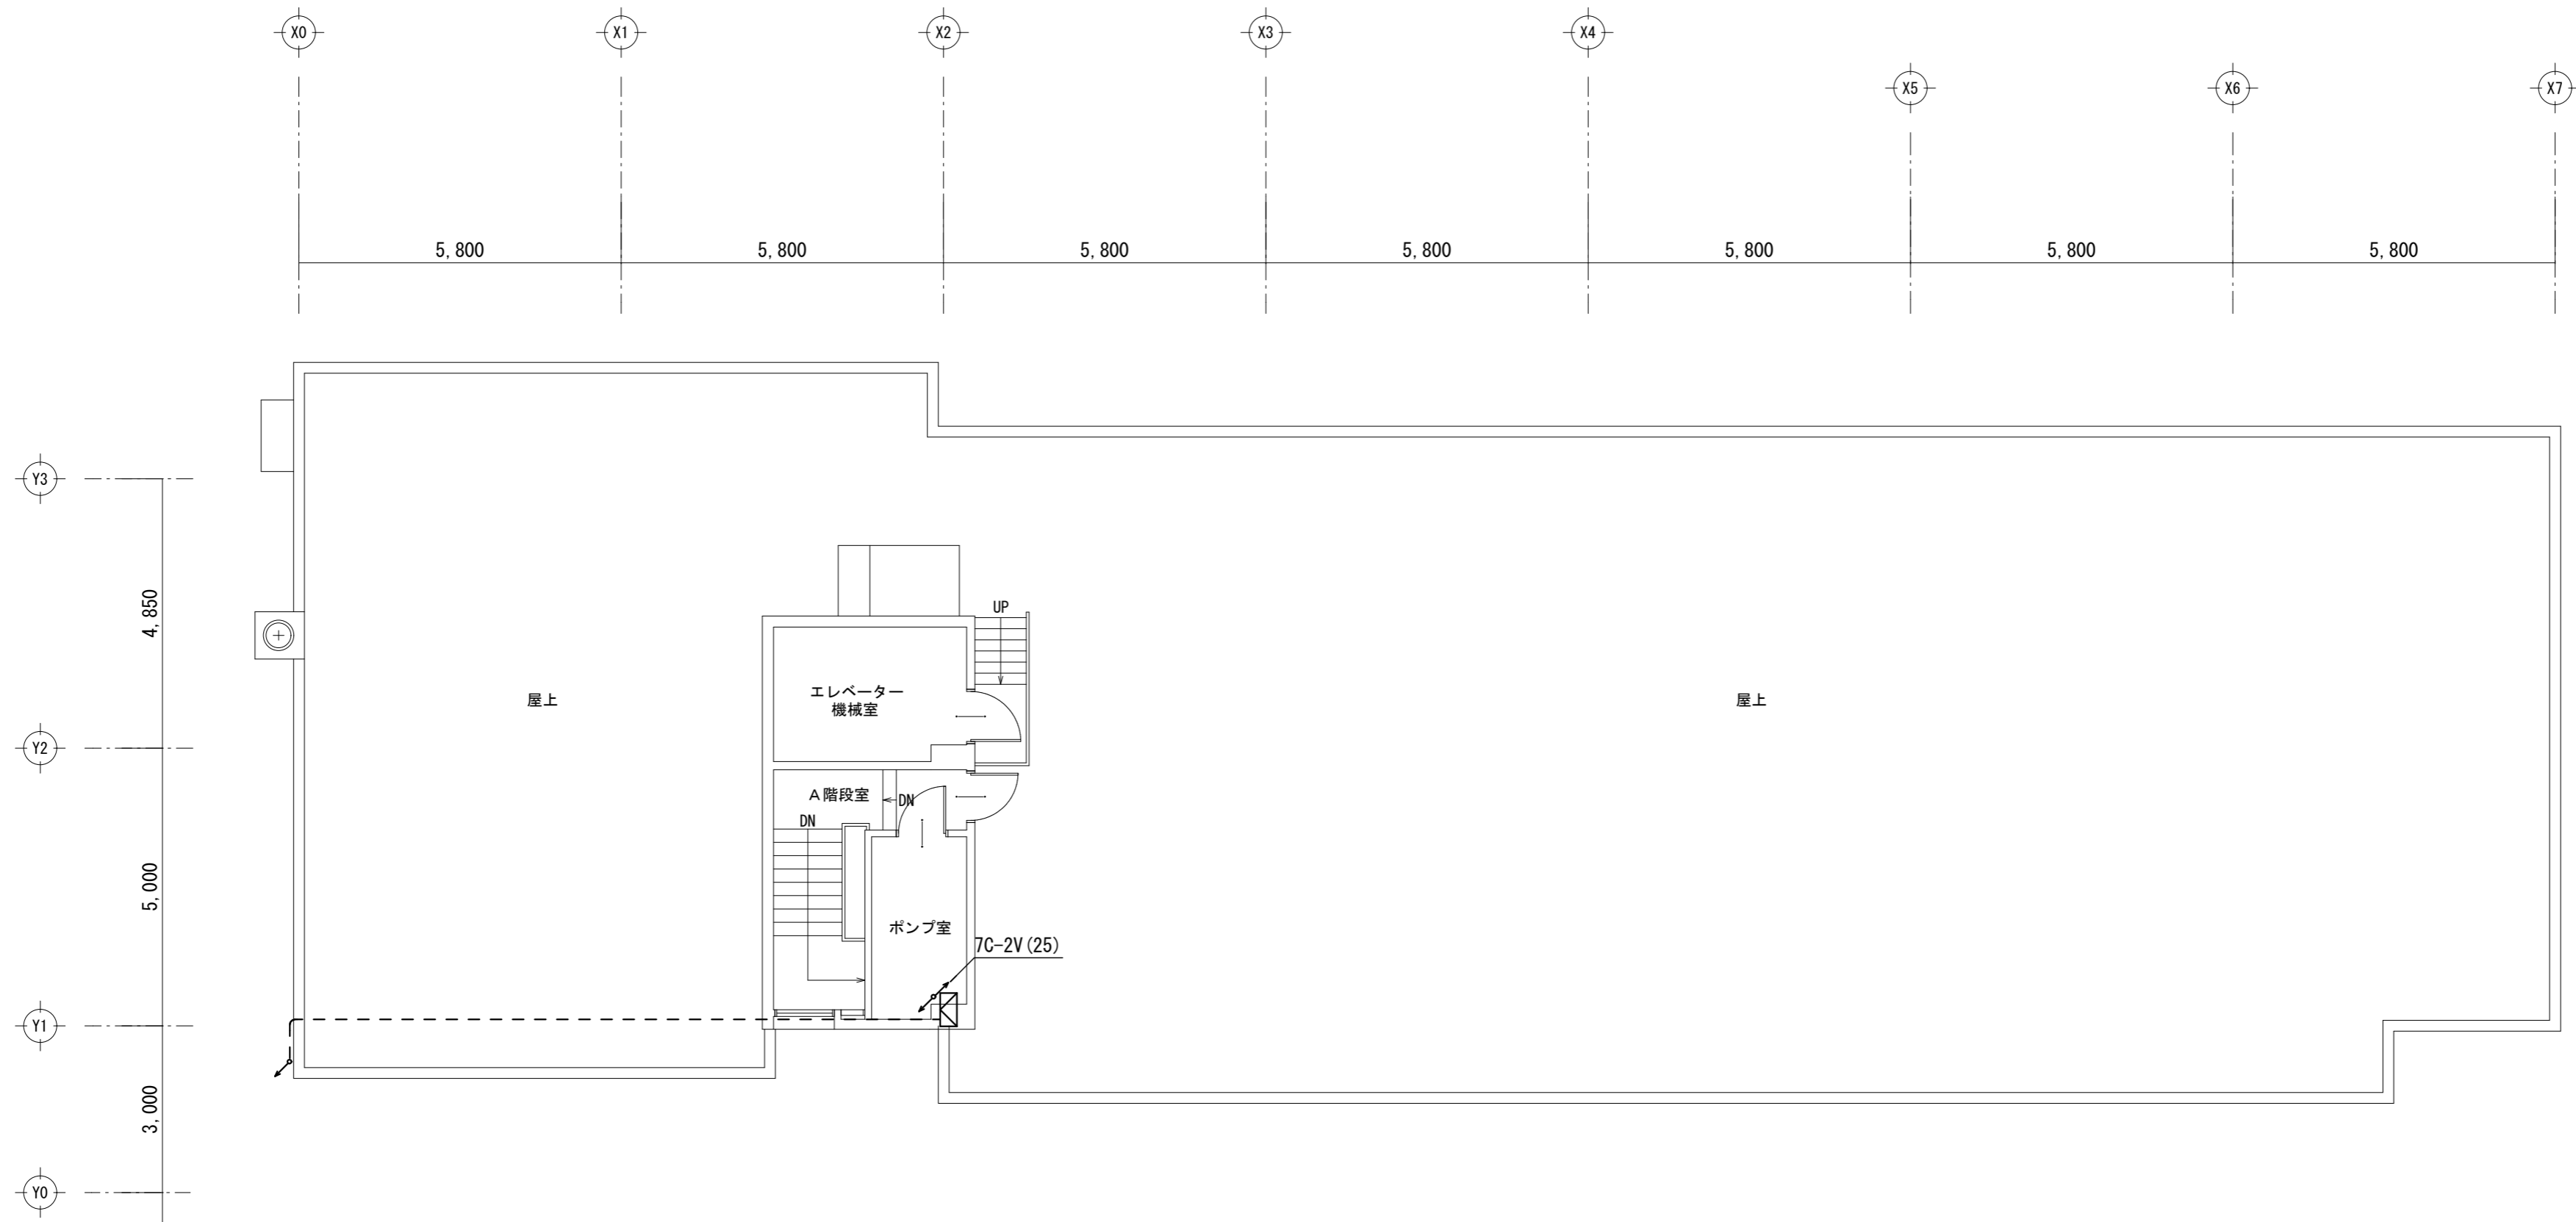 X0
X1
X2
X3
X4
X5
X6
X7
5,800
5,800
5,800
5,800
5,800
5,800
5,800
Y3
4,850
UP
エレベーター
機械室
屋上
屋上
Y2
A階段室
DN
DN
5,000
ポンプ室
7C-2V(25)
Y1
3,000
Y0